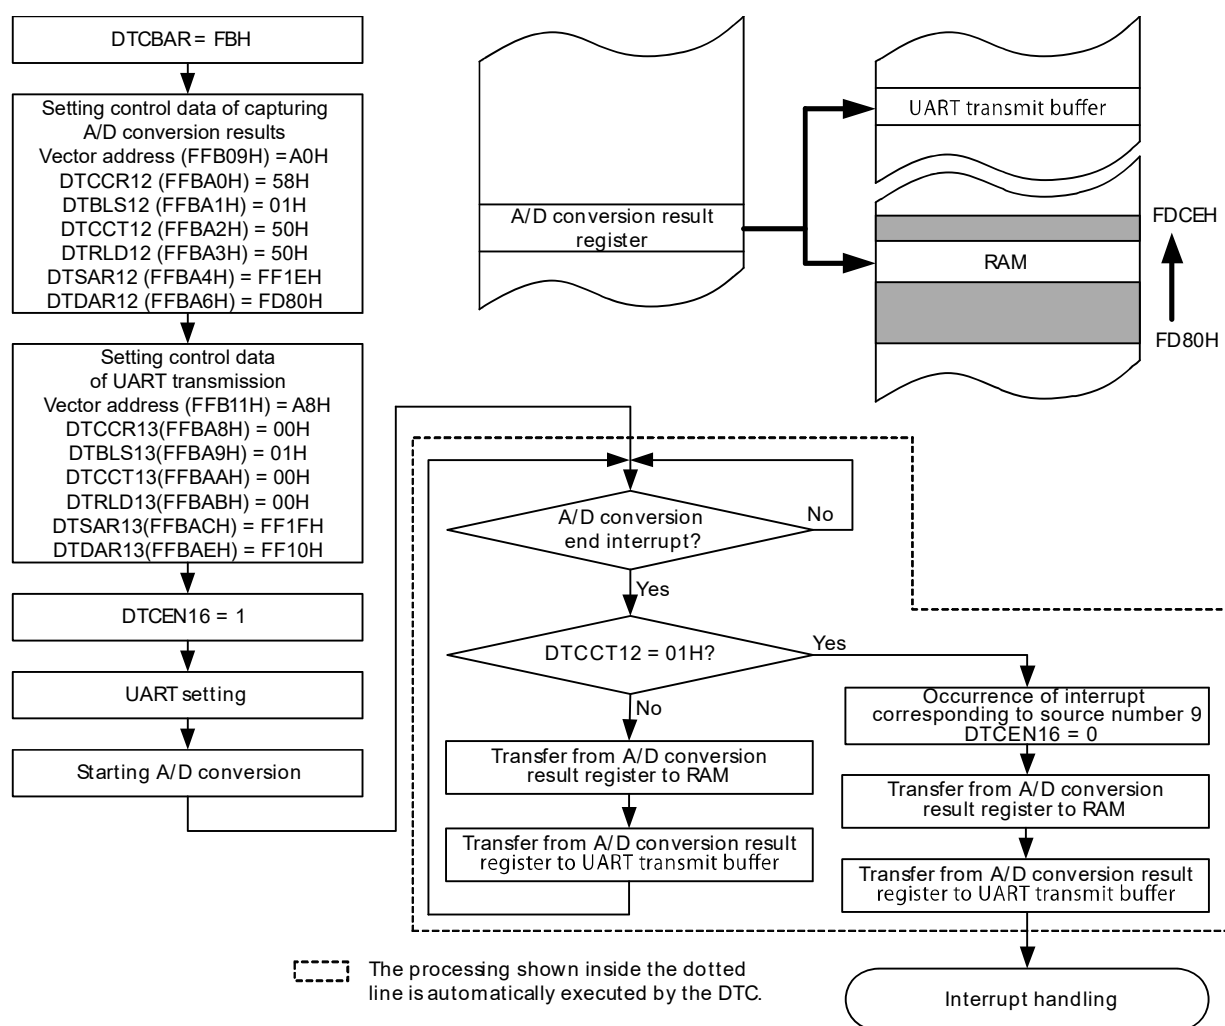 DTCBAR = FBH
Setting control data of capturing
A/D conversion results
Vector address (FFB09H) = A0H
DTCCR12 (FFBA0H) = 58H
DTBLS12 (FFBA1H) = 01H
DTCCT12 (FFBA2H) = 50H
DTRLD12 (FFBA3H) = 50H
DTSAR12 (FFBA4H) = FF1EH
DTDAR12 (FFBA6H) = FD80H
Setting control data
of UART transmission
Vector address (FFB11H) = A8H
DTCCR13(FFBA8H) = 00H
DTBLS13(FFBA9H) = 01H
DTCCT13(FFBAAH) = 00H
DTRLD13(FFBABH) = 00H
DTSAR13(FFBACH) = FF1FH
DTDAR13(FFBAEH) = FF10H
DTCEN16 = 1
UART setting
Starting A/D conversion
A/D conversion result
register
UART transmit buffer
RAM
FDCEH
FD80H
A/D conversion
end interrupt?
No
Yes
DTCCT12 = 01H?
Yes
No
Transfer from A/D conversion
result register to RAM
Transfer from A/D conversion result
register to UART transmit buffer
Occurrence of interrupt
corresponding to source number 9
DTCEN16 = 0
Transfer from A/D conversion
result register to RAM
Transfer from A/D conversion result
register to UART transmit buffer
Interrupt handling
The processing shown inside the dotted
line is automatically executed by the DTC.